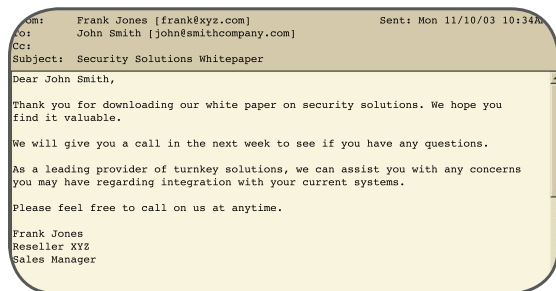 Frank Jones [frank@xyz.com] Sent: Mon 11/10/03 10:34A
John Smith [john@smithcompany.com]
Cc:
Subject: Security Solutions Whitepaper
Dear John Smith,
Thank you for downloading our white paper on security solutions. We hope you
find it valuable.
We will give you a call in the next week to see if you have any questions.
As a leading provider of turnkey solutions, we can assist you with any concerns
you may have regarding integration with your current systems.
Please feel free to call on us at anytime.
Frank Jones
Reseller XYZ
Sales Manager